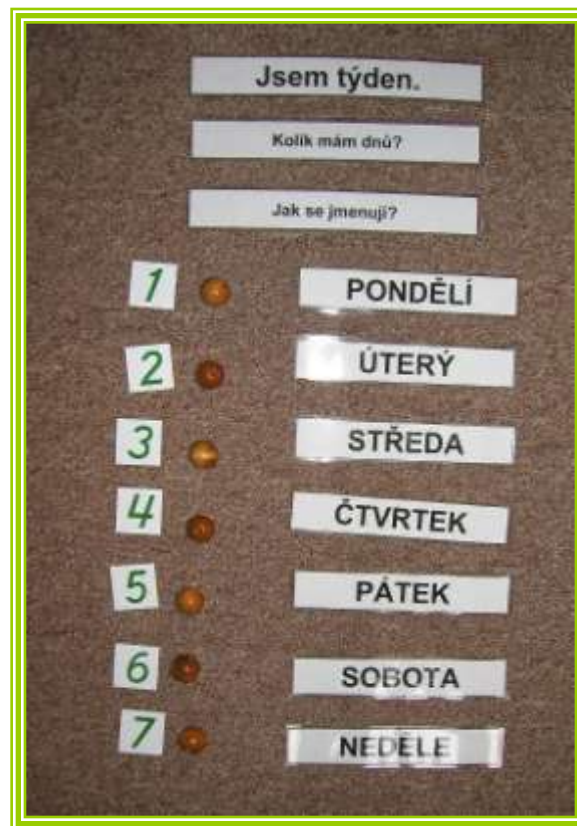 Jsem týden.
Kolik mám dnů?
Jak se jmenují?
1 PONDĚLÍ
2 ÚTERÝ
3 STŘEDA
4 ČTVRTEK
5 PÁTEK
6 SOBOTA
7 NEDĚLE